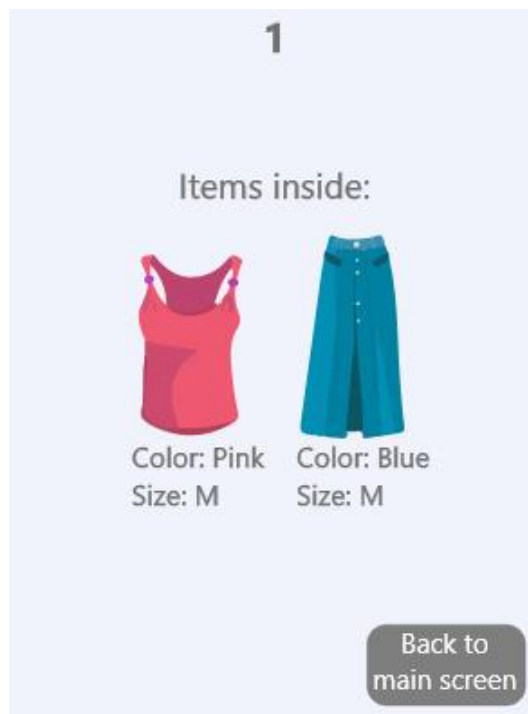 1
Items inside:
Color: Pink
Size: M
Color: Blue
Size: M
Back to
main screen